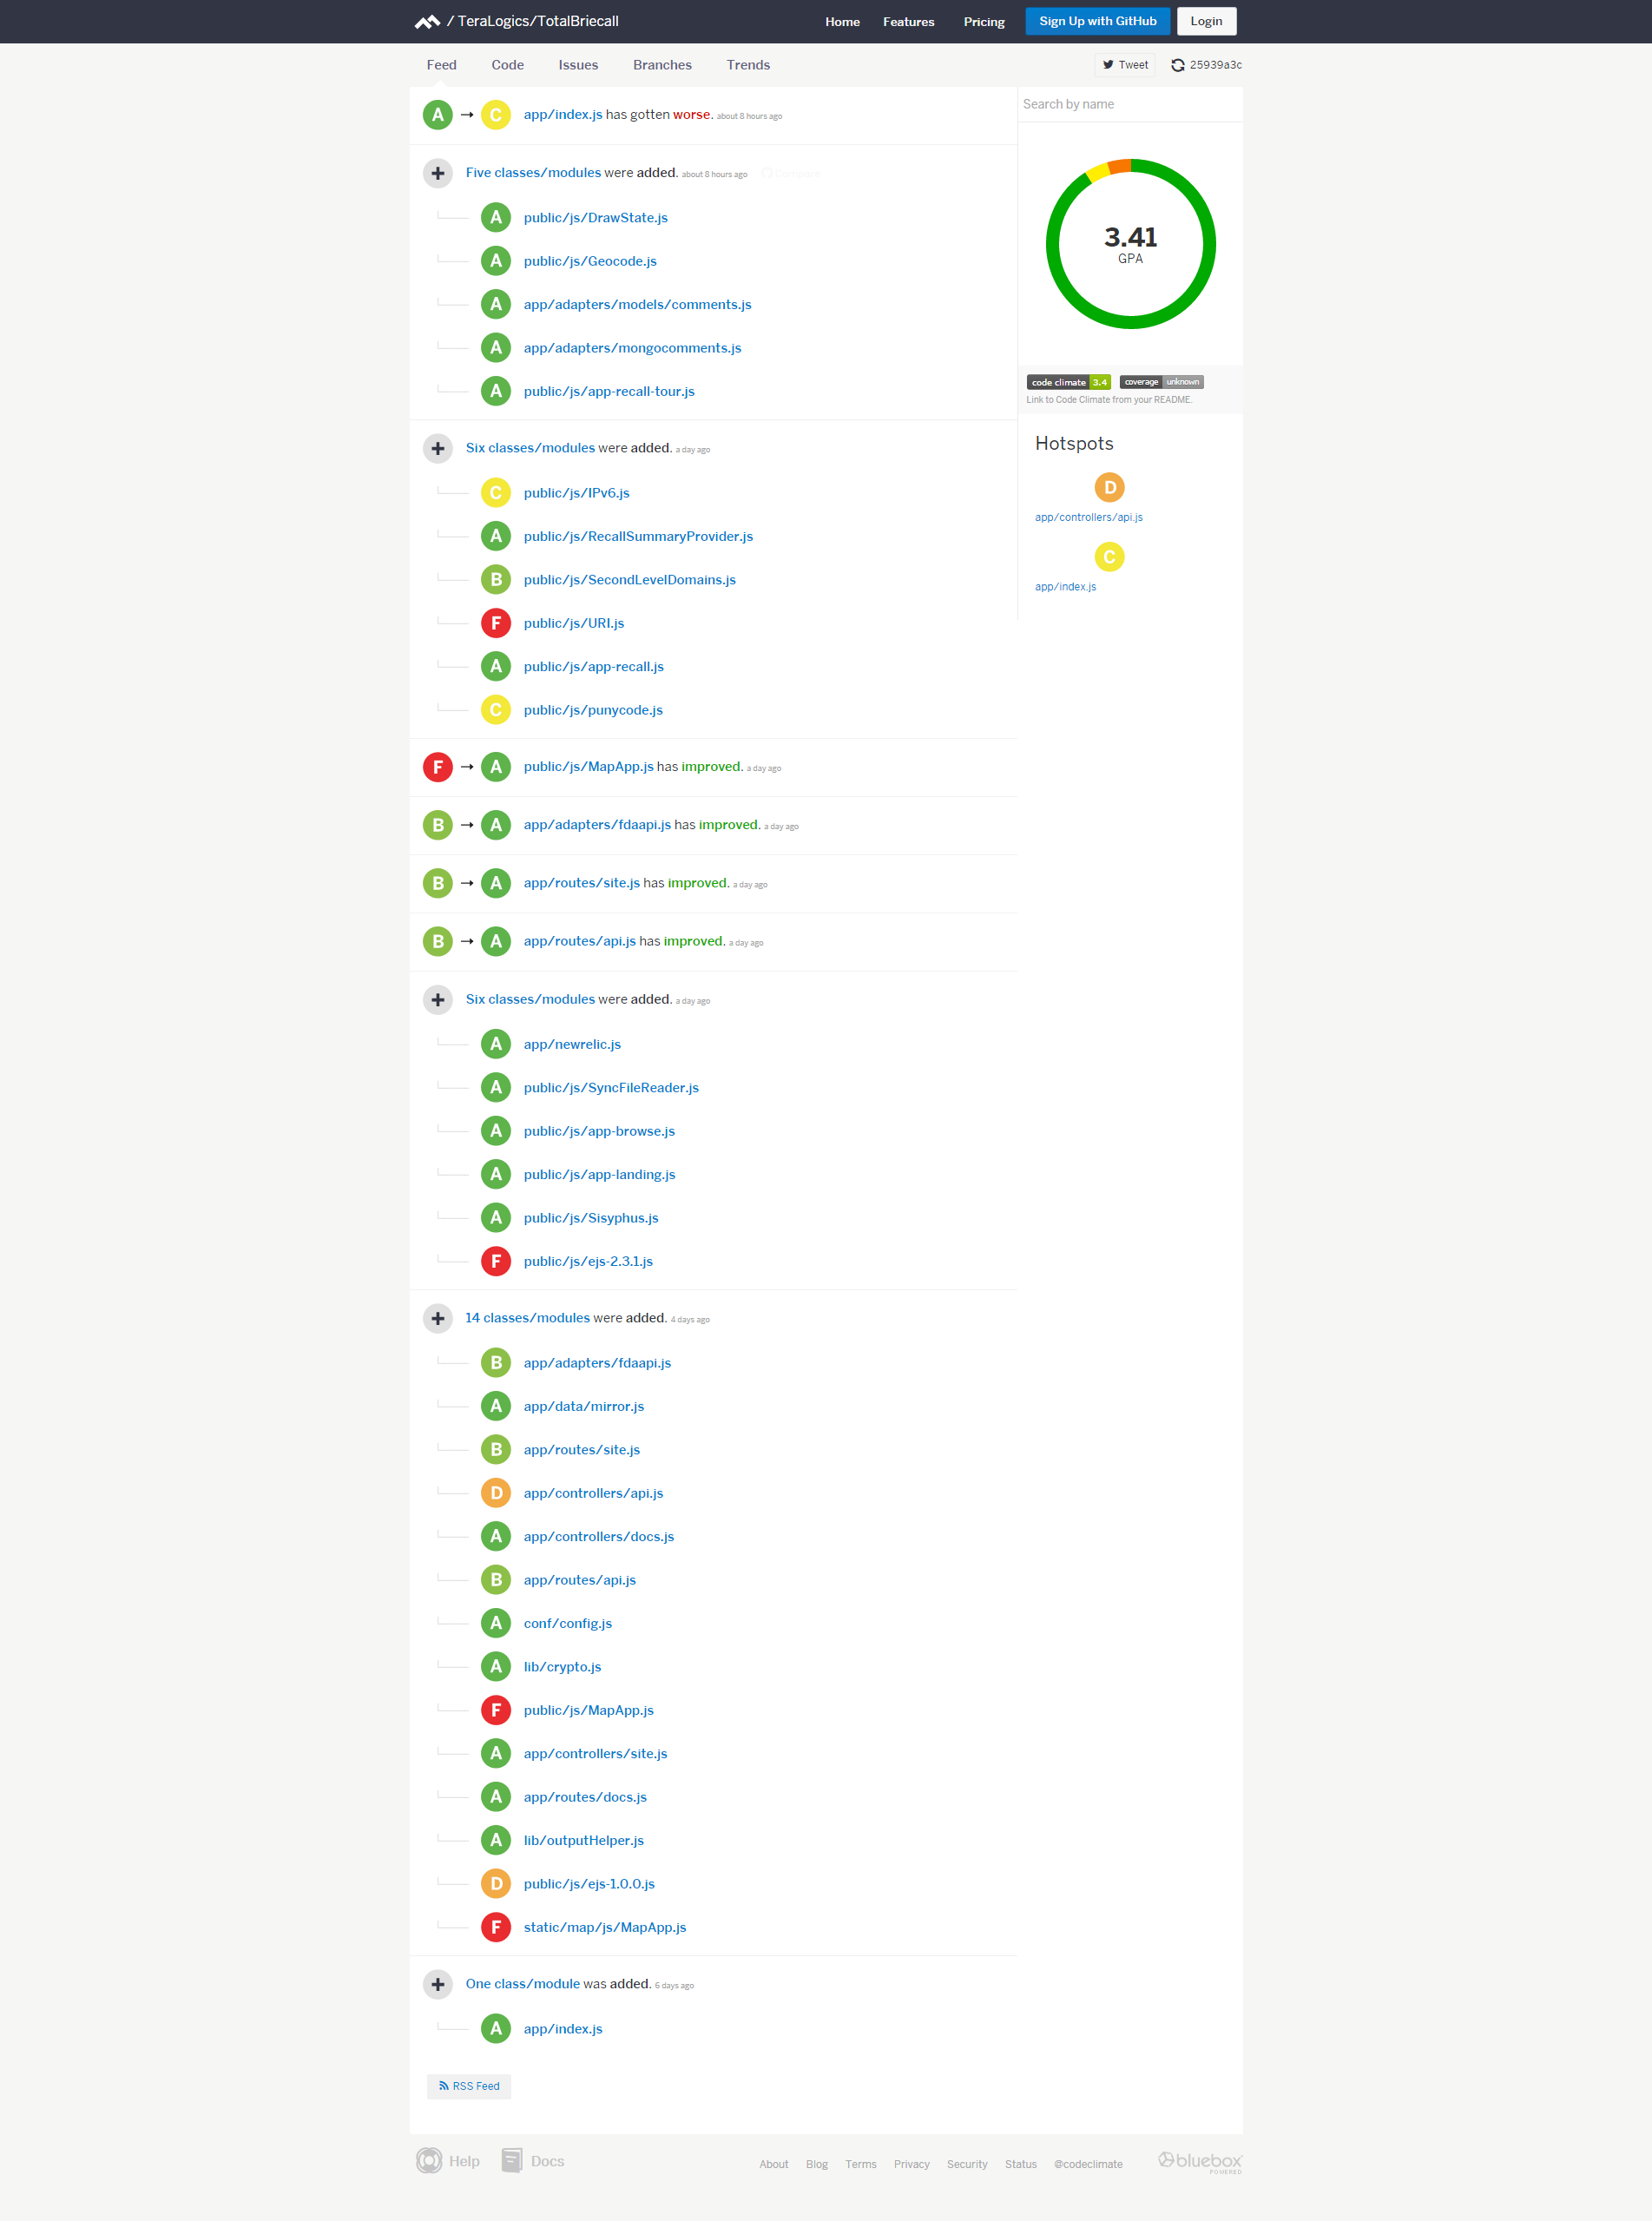 / TeraLogics/TotalBriecall
Home Features Pricing Sign Up with GitHub Login
Feed Code Issues Branches Trends
Tweet 25939a3c
A → C app/index.js has gotten worse. about 8 hours ago
Five classes/modules were added. about 8 hours ago Compare
A public/js/DrawState.js
A public/js/Geocode.js
A app/adapters/models/comments.js
A app/adapters/mongocomments.js
A public/js/app-recall-tour.js
Six classes/modules were added. a day ago
C public/js/IPv6.js
A public/js/RecallSummaryProvider.js
B public/js/SecondLevelDomains.js
F public/js/URI.js
A public/js/app-recall.js
C public/js/punycode.js
F → A public/js/MapApp.js has improved. a day ago
B → A app/adapters/fdaapi.js has improved. a day ago
B → A app/routes/site.js has improved. a day ago
B → A app/routes/api.js has improved. a day ago
Six classes/modules were added. a day ago
A app/newrelic.js
A public/js/SyncFileReader.js
A public/js/app-browse.js
A public/js/app-landing.js
A public/js/Sisyphus.js
F public/js/ejs-2.3.1.js
14 classes/modules were added. 4 days ago
B app/adapters/fdaapi.js
A app/data/mirror.js
B app/routes/site.js
D app/controllers/api.js
A app/controllers/docs.js
B app/routes/api.js
A conf/config.js
A lib/crypto.js
F public/js/MapApp.js
A app/controllers/site.js
A app/routes/docs.js
A lib/outputHelper.js
D public/js/ejs-1.0.0.js
F static/map/js/MapApp.js
One class/module was added. 6 days ago
A app/index.js
RSS Feed
Search by name
3.41
GPA
code climate 3.4 coverage unknown
Link to Code Climate from your README.
Hotspots
D
app/controllers/api.js
C
app/index.js
Help Docs
About Blog Terms Privacy Security Status @codeclimate
bluebox
POWERED